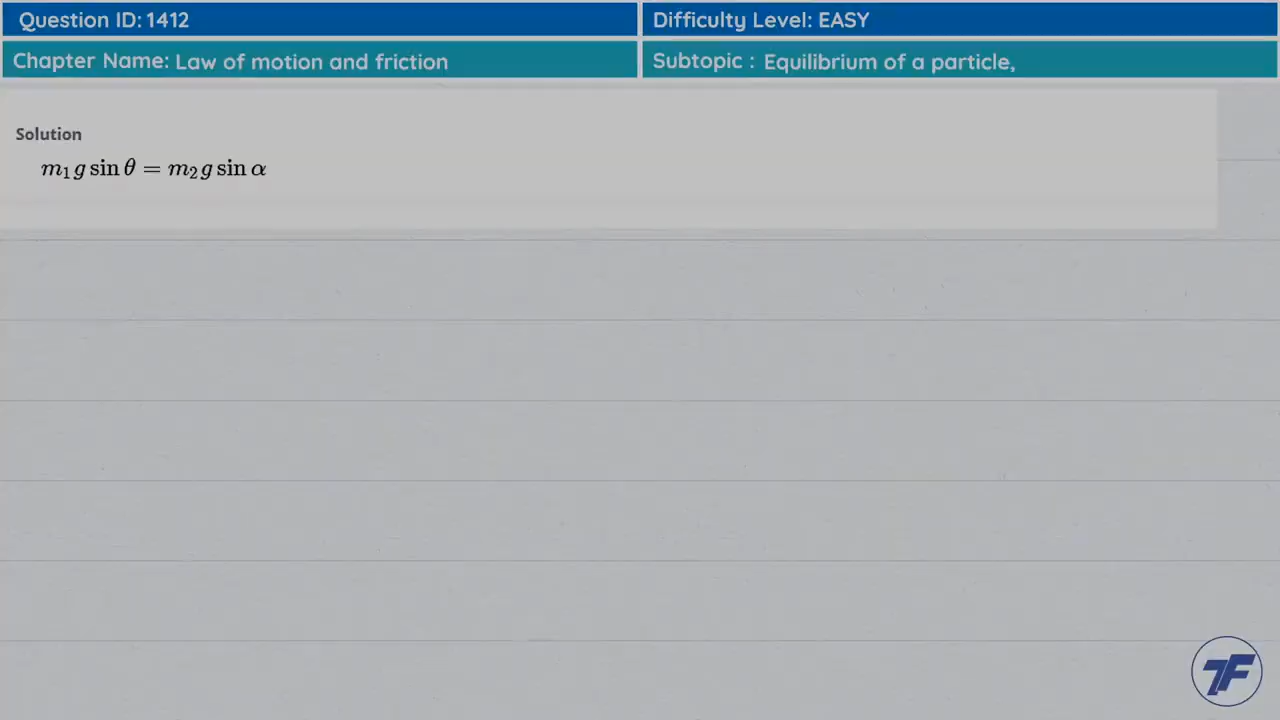 Question ID: 1412
Difficulty Level: EASY
Chapter Name: Law of motion and friction
Subtopic : Equilibrium of a particle,
Solution
m₁g sin θ = m₂g sin α
TF